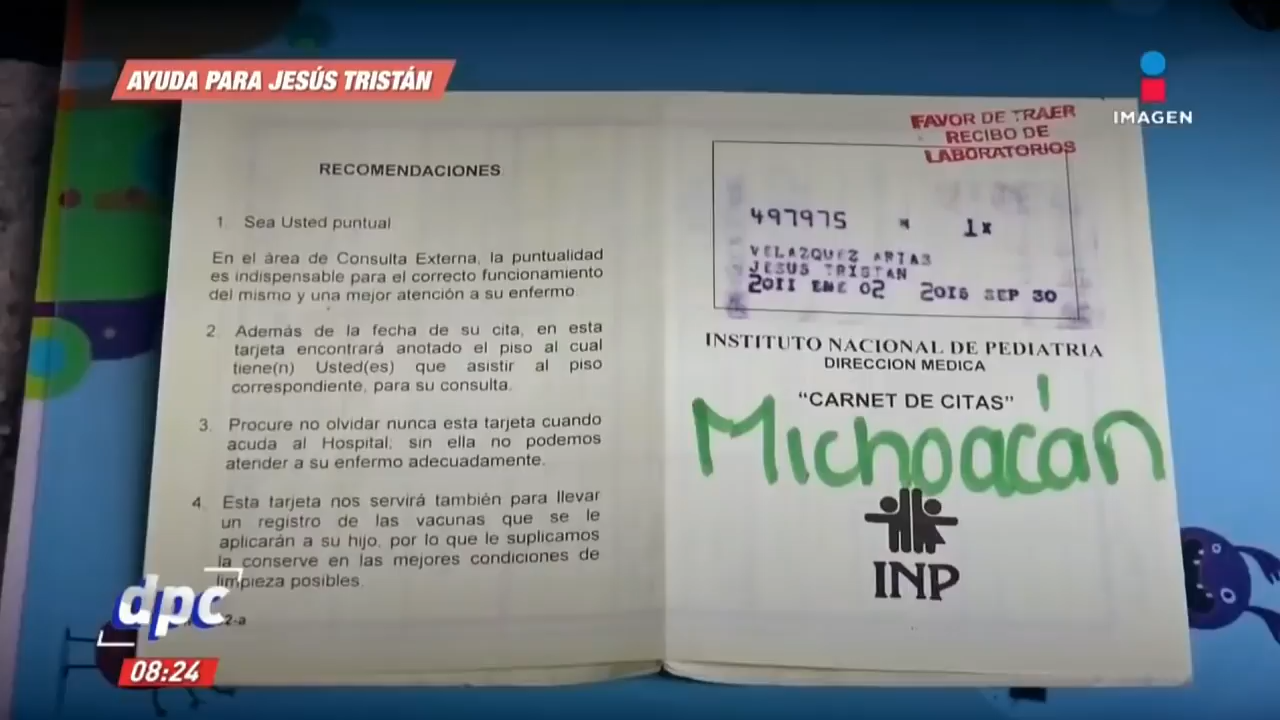 AYUDA PARA JESÚS TRISTÁN
IMAGEN
RECOMENDACIONES
1. Sea Usted puntual
En el área de Consulta Externa, la puntualidad
es indispensable para el correcto funcionamiento
del mismo y una mejor atención a su enfermo.
2. Además de la fecha de su cita, en esta
tarjeta encontrará anotado el piso al cual
tiene(n) Usted(es) que asistir al piso
correspondiente, para su consulta.
3. Procure no olvidar nunca esta tarjeta cuando
acuda al Hospital, sin ella no podemos
atender a su enfermo adecuadamente.
4. Esta tarjeta nos servirá también para llevar
un registro de las vacunas que se le
aplicarán a su hijo, por lo que le suplicamos
la conserve en las mejores condiciones de
limpieza posibles.
2-a
FAVOR DE TRAER
RECIBO DE
LABORATORIOS
497975 * 1x
VELAZQUEZ ARIAS
JESUS TRISTAN
2011 ENE 02 2016 SEP 30
INSTITUTO NACIONAL DE PEDIATRIA
DIRECCION MEDICA
"CARNET DE CITAS"
Michoacán
INP
dpc
08:24